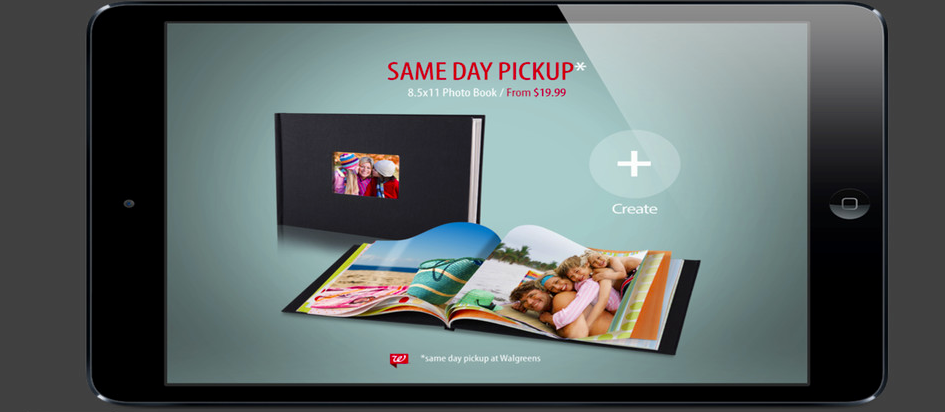 SAME DAY PICKUP*
8.5x11 Photo Book / From $19.99
Create
*same day pickup at Walgreens